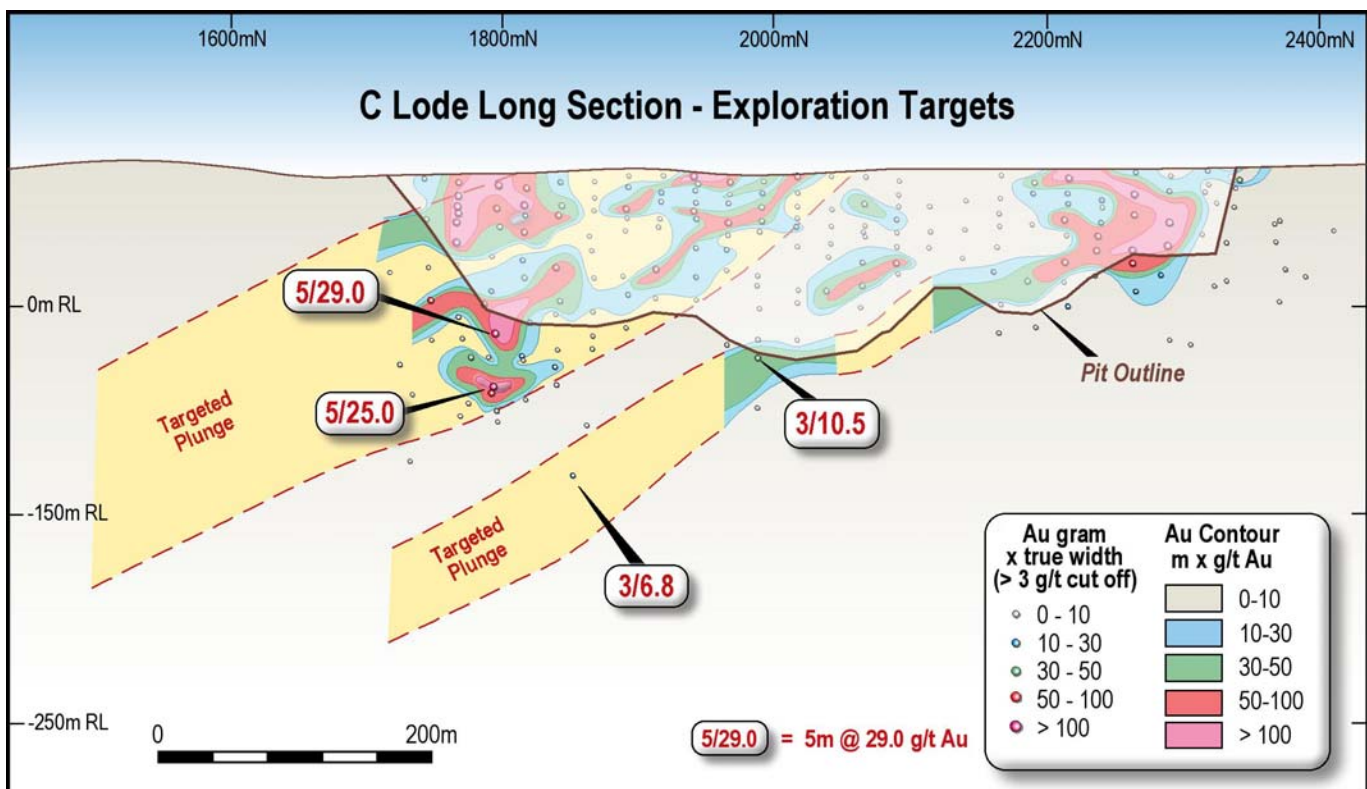 1600mN
1800mN
2000mN
2200mN
2400mN
C Lode Long Section - Exploration Targets
0m RL
5/29.0
5/25.0
Targeted
Plunge
3/10.5
Pit Outline
-150m RL
Targeted
Plunge
3/6.8
-250m RL
0
200m
5/29.0 = 5m @ 29.0 g/t Au
Au gram
x true width
(> 3 g/t cut off)
0 - 10
10 - 30
30 - 50
50 - 100
> 100
Au Contour
m x g/t Au
0-10
10-30
30-50
50-100
> 100